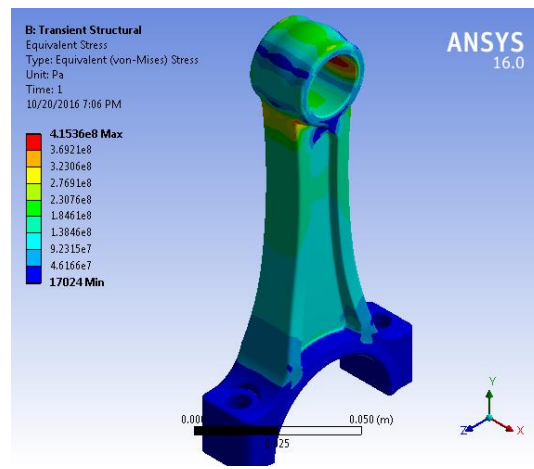 B: Transient Structural
Equivalent Stress
Type: Equivalent (von-Mises) Stress
Unit: Pa
Time: 1
10/20/2016 7:06 PM
ANSYS
16.0
4.1536e8 Max
3.6921e8
3.2306e8
2.7691e8
2.3076e8
1.8461e8
1.3846e8
9.2315e7
4.6166e7
17024 Min
0.050 (m)
Y
Z
X